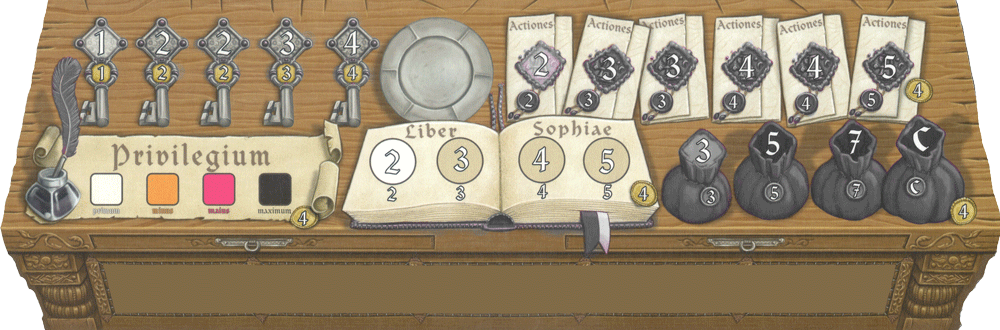 1 2 2 3 4
1 2 2 3 4
Actiones Actiones Actiones Actiones Actiones Actiones
2 3 3 4 4 5
2 3 3 4 4 5 4
Privilegium
primum minus maius maximum
4
Liber Sophiae
2 3 4 5
2 3 4 5 4
3 5 7 C
3 5 7 C
4